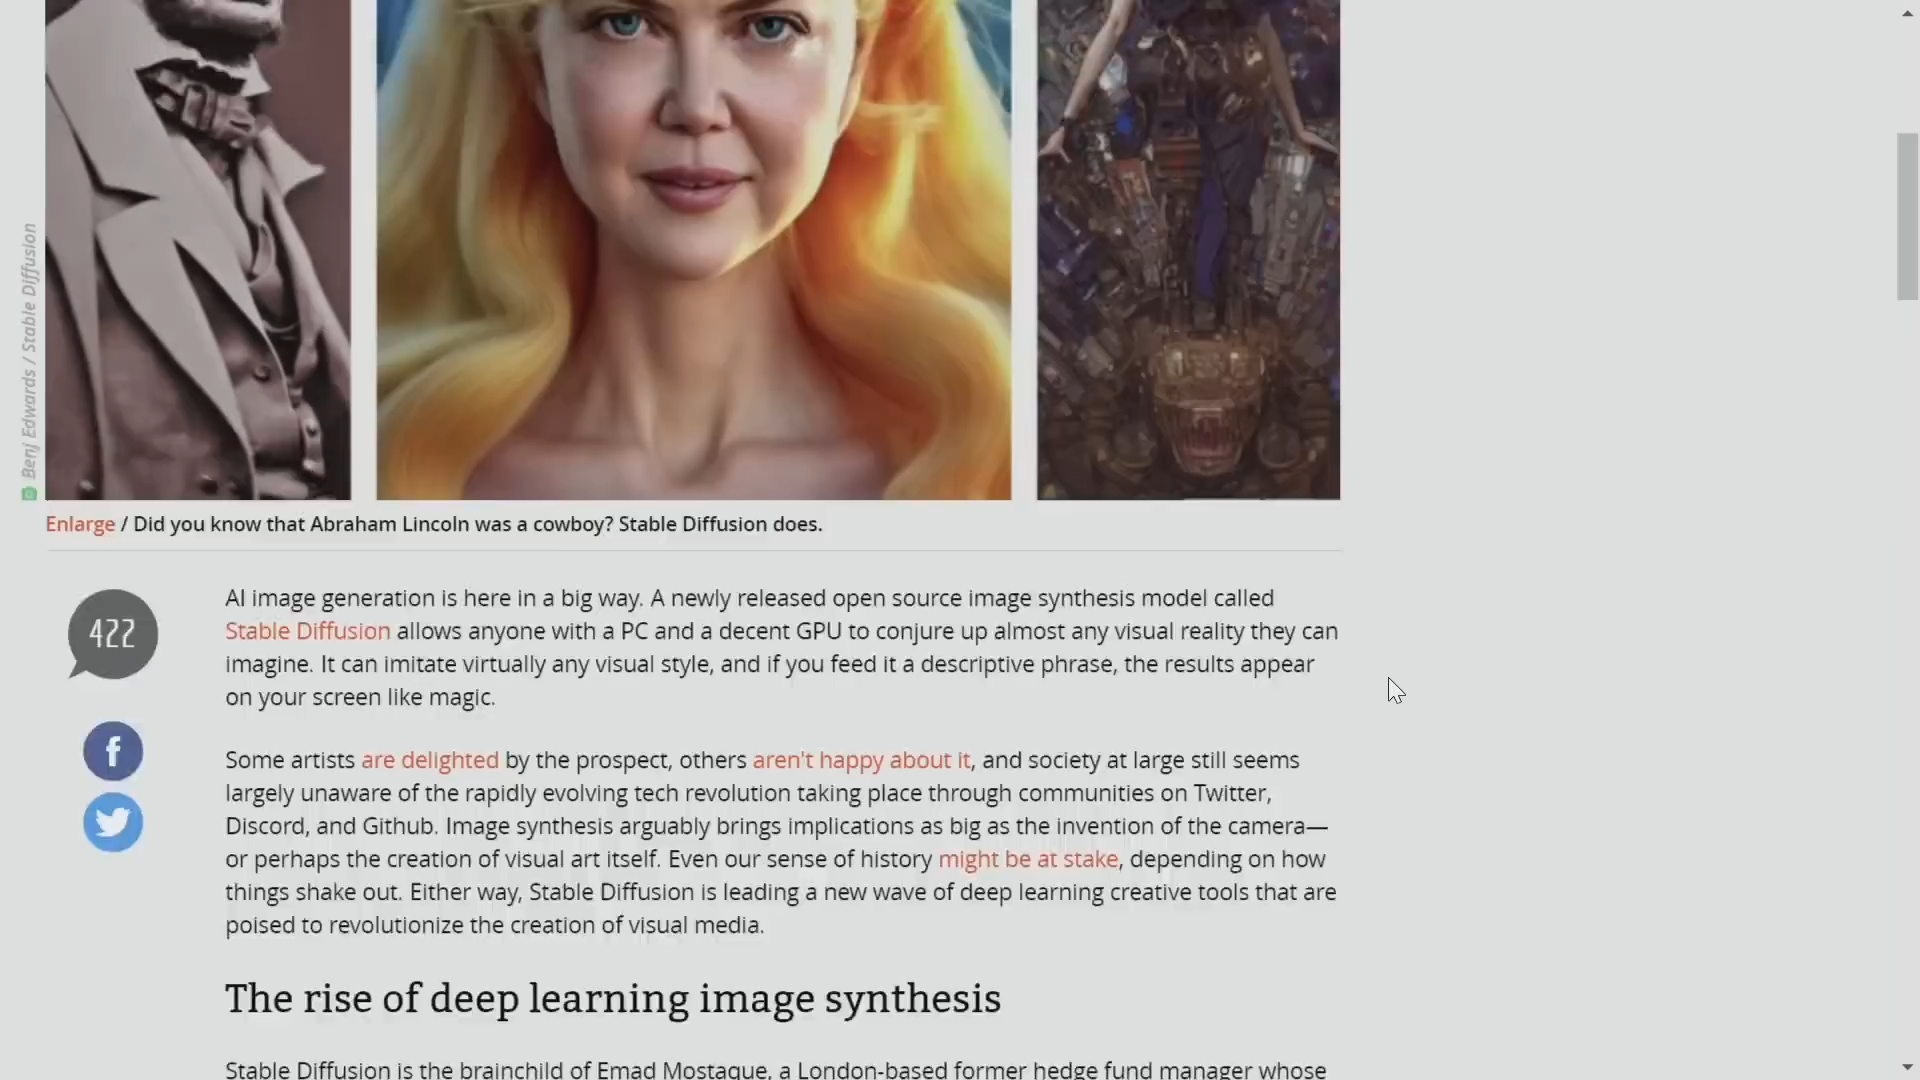 Benj Edwards / Stable Diffusion
Enlarge / Did you know that Abraham Lincoln was a cowboy? Stable Diffusion does.
422
AI image generation is here in a big way. A newly released open source image synthesis model called
Stable Diffusion allows anyone with a PC and a decent GPU to conjure up almost any visual reality they can
imagine. It can imitate virtually any visual style, and if you feed it a descriptive phrase, the results appear
on your screen like magic.
Some artists are delighted by the prospect, others aren't happy about it, and society at large still seems
largely unaware of the rapidly evolving tech revolution taking place through communities on Twitter,
Discord, and Github. Image synthesis arguably brings implications as big as the invention of the camera—
or perhaps the creation of visual art itself. Even our sense of history might be at stake, depending on how
things shake out. Either way, Stable Diffusion is leading a new wave of deep learning creative tools that are
poised to revolutionize the creation of visual media.
The rise of deep learning image synthesis
Stable Diffusion is the brainchild of Emad Mostaque, a London-based former hedge fund manager whose